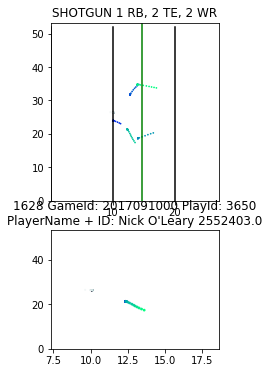 SHOTGUN 1 RB, 2 TE, 2 WR
50
40
30
20
10
0
10 20
1628 GameId: 2017091000 PlayId: 3650
PlayerName + ID: Nick O'Leary 2552403.0
40
20
0
7.5 10.0 12.5 15.0 17.5